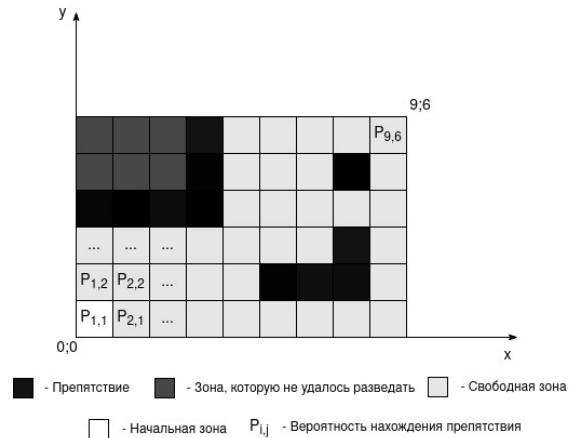 y
9;6
P9,6
... ... ...
P1,2 P2,2 ...
P1,1 P2,1 ...
0;0
x
- Препятствие - Зона, которую не удалось разведать - Свободная зона
- Начальная зона Pi,j - Вероятность нахождения препятствия